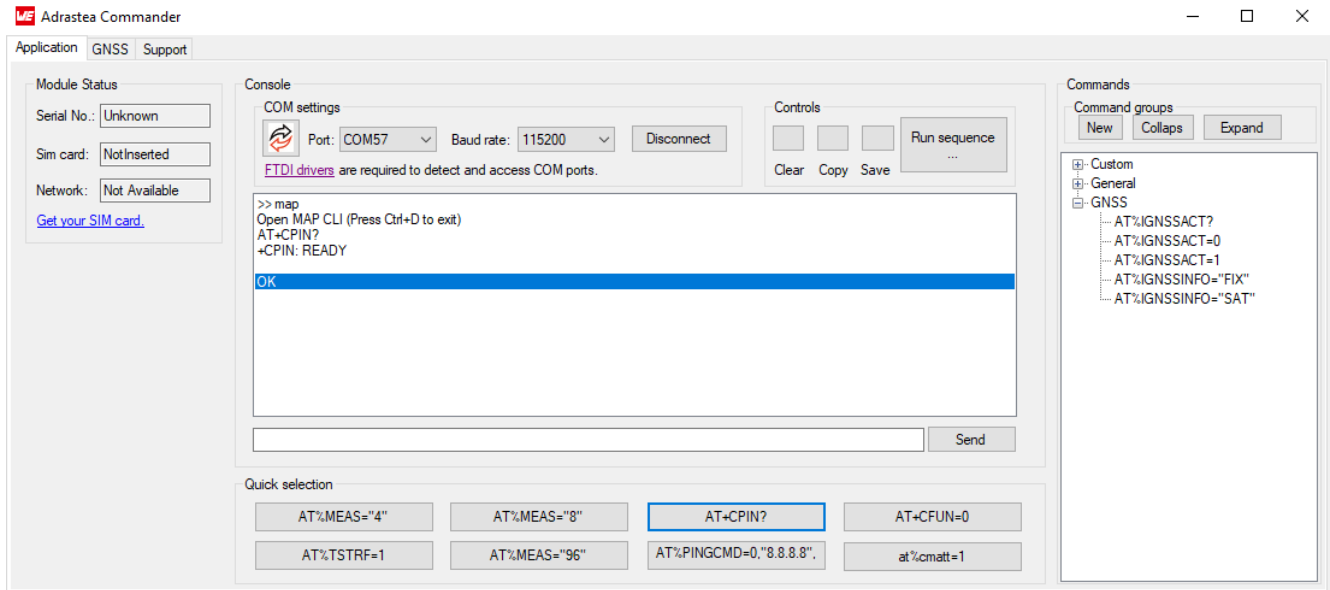 WE Adrastea Commander
Application GNSS Support
Module Status
Serial No.: Unknown
Sim card: NotInserted
Network: Not Available
Get your SIM card.
Console
COM settings
Port: COM57 Baud rate: 115200 Disconnect
FTDI drivers are required to detect and access COM ports.
Controls
Clear Copy Save
Run sequence
...
>> map
Open MAP CLI (Press Ctrl+D to exit)
AT+CPIN?
+CPIN: READY
OK
Send
Quick selection
AT%MEAS="4" AT%MEAS="8" AT+CPIN? AT+CFUN=0
AT%TSTRF=1 AT%MEAS="96" AT%PINGCMD=0,"8.8.8.8", at%cmatt=1
Commands
Command groups
New Collaps Expand
Custom
General
GNSS
AT%IGNSSACT?
AT%IGNSSACT=0
AT%IGNSSACT=1
AT%IGNSSINFO="FIX"
AT%IGNSSINFO="SAT"